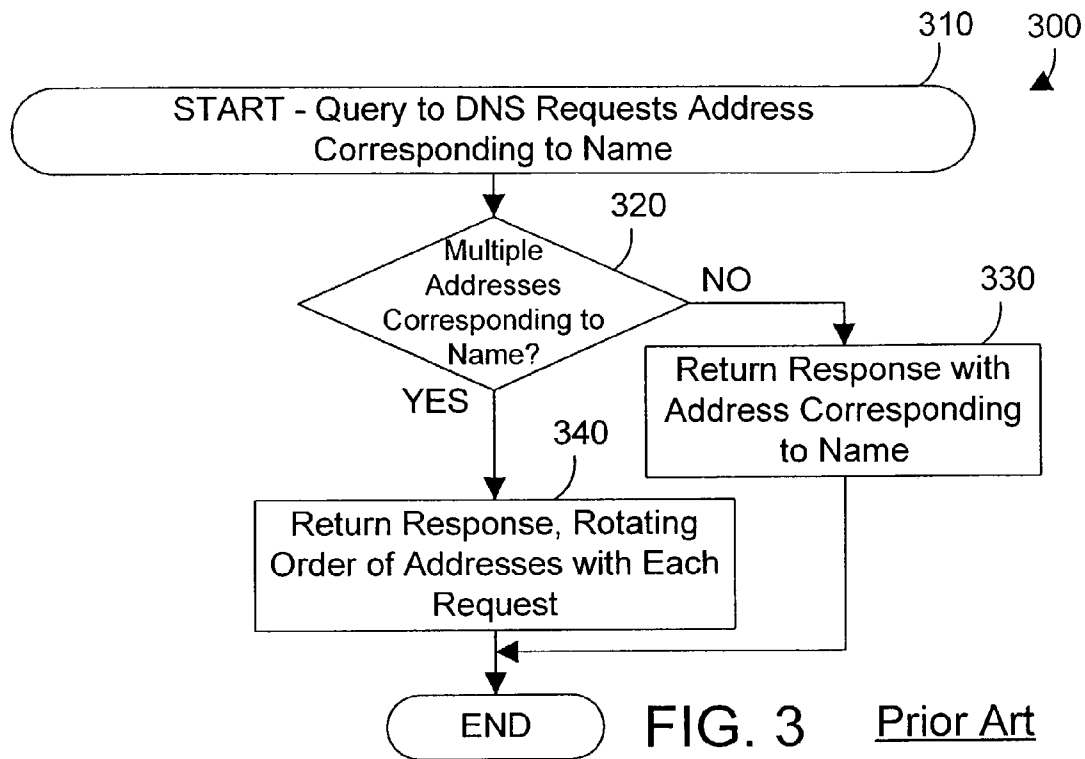 310
300
START - Query to DNS Requests Address
Corresponding to Name
320
Multiple
Addresses
Corresponding to
Name?
NO
330
YES
Return Response with
Address Corresponding
to Name
340
Return Response, Rotating
Order of Addresses with Each
Request
END
FIG. 3
Prior Art